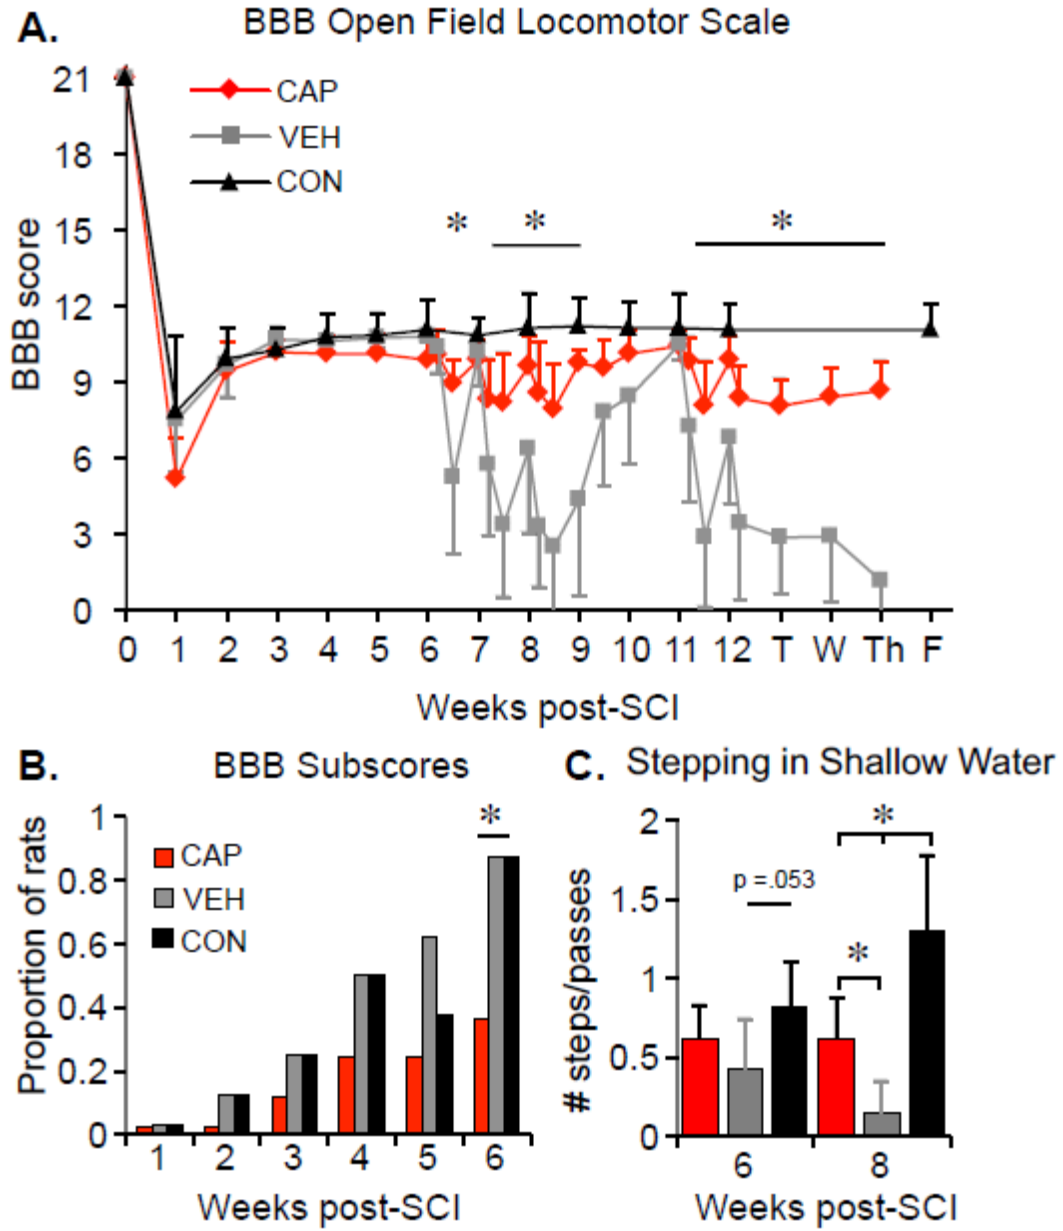 A.
BBB Open Field Locomotor Scale
BBB score
21
18
15
12
9
6
3
0
CAP
VEH
CON
*
*
*
0 1 2 3 4 5 6 7 8 9 10 11 12 T W Th F
Weeks post-SCI
B.
BBB Subscores
Proportion of rats
1
0.8
0.6
0.4
0.2
0
CAP
VEH
CON
*
1 2 3 4 5 6
Weeks post-SCI
C.
Stepping in Shallow Water
# steps/passes
2
1.5
1
0.5
0
p =.053
*
*
6 8
Weeks post-SCI